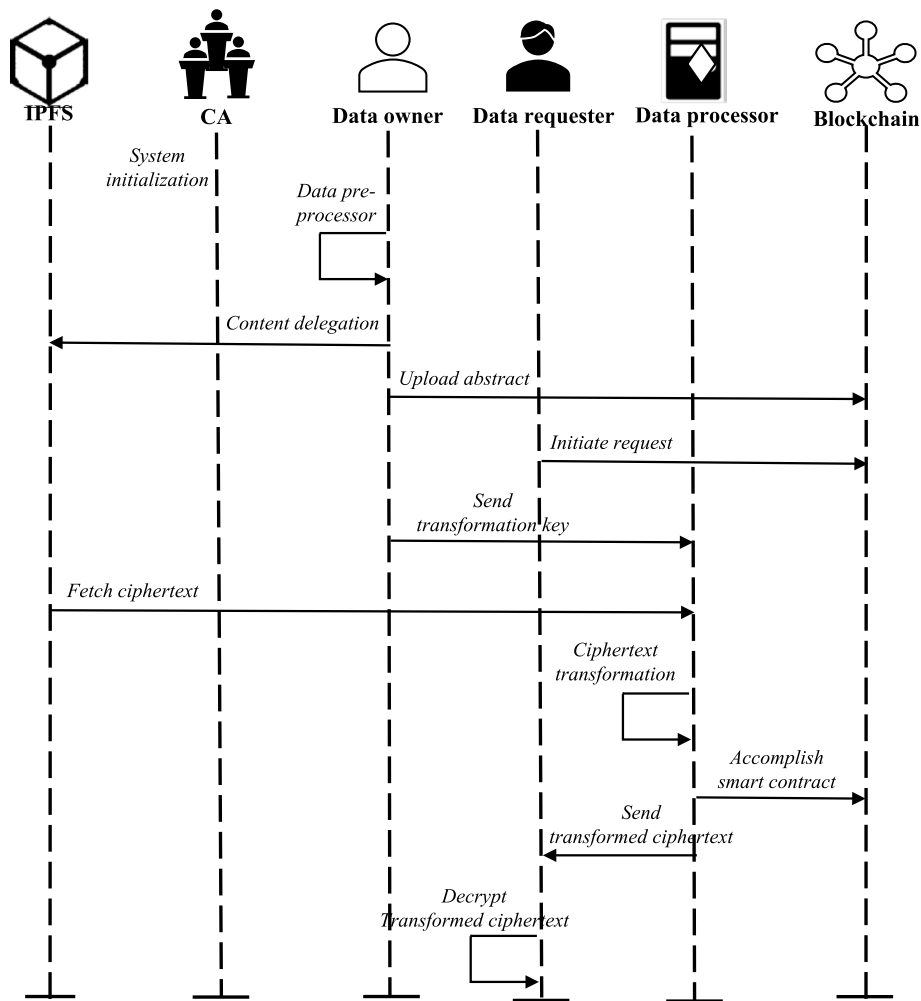 IPFS
CA
Data owner
Data requester
Data processor
Blockchain
System
initialization
Data pre-
processor
Content delegation
Upload abstract
Initiate request
Send
transformation key
Fetch ciphertext
Ciphertext
transformation
Accomplish
smart contract
Send
transformed ciphertext
Decrypt
Transformed ciphertext